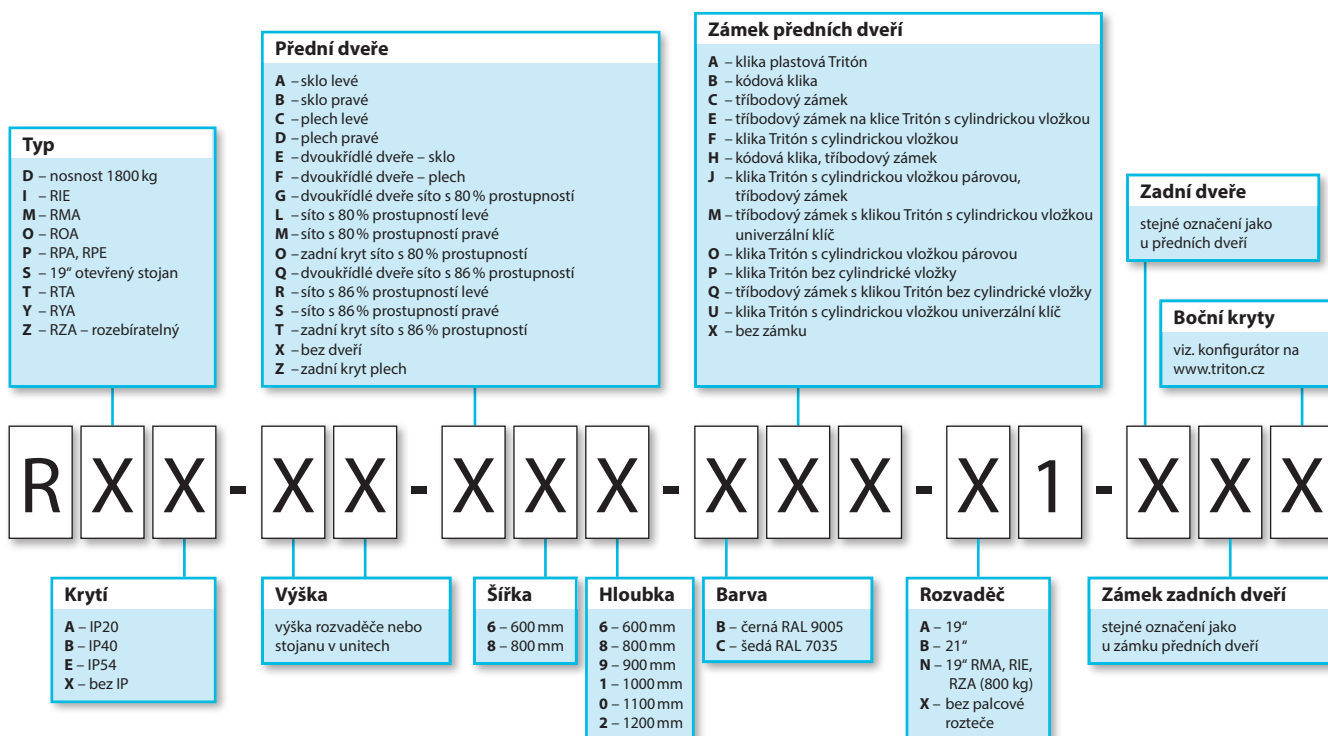 Typ
D – nosnost 1800 kg
I – RIE
M – RMA
O – ROA
P – RPA, RPE
S – 19“ otevřený stojan
T – RTA
Y – RYA
Z – RZA – rozebíratelný
Přední dveře
A – sklo levé
B – sklo pravé
C – plech levé
D – plech pravé
E – dvoukřídlé dveře – sklo
F – dvoukřídlé dveře – plech
G – dvoukřídlé dveře síto s 80 % prostupností
L – síto s 80 % prostupností levé
M – síto s 80 % prostupností pravé
O – zadní kryt síto s 80 % prostupností
Q – dvoukřídlé dveře síto s 86 % prostupností
R – síto s 86 % prostupností levé
S – síto s 86 % prostupností pravé
T – zadní kryt síto s 86 % prostupností
X – bez dveří
Z – zadní kryt plech
Zámek předních dveří
A – klika plastová Tritón
B – kódová klika
C – tříbodový zámek
E – tříbodový zámek na klice Tritón s cylindrickou vložkou
F – klika Tritón s cylindrickou vložkou
H – kódová klika, tříbodový zámek
J – klika Tritón s cylindrickou vložkou párovou,
tříbodový zámek
M – tříbodový zámek s klikou Tritón s cylindrickou vložkou
univerzální klíč
O – klika Tritón s cylindrickou vložkou párovou
P – klika Tritón bez cylindrické vložky
Q – tříbodový zámek s klikou Tritón bez cylindrické vložky
U – klika Tritón s cylindrickou vložkou univerzální klíč
X – bez zámku
Zadní dveře
stejné označení jako
u předních dveří
Boční kryty
viz. konfigurátor na
www.triton.cz
R X X - X X - X X X - X X X - X 1 - X X X
Krytí
A – IP20
B – IP40
E – IP54
X – bez IP
Výška
výška rozvaděče nebo
stojanu v unitech
Šířka
6 – 600 mm
8 – 800 mm
Hloubka
6 – 600 mm
8 – 800 mm
9 – 900 mm
1 – 1000 mm
0 – 1100 mm
2 – 1200 mm
Barva
B – černá RAL 9005
C – šedá RAL 7035
Rozvaděč
A – 19“
B – 21“
N – 19“ RMA, RIE,
RZA (800 kg)
X – bez palcové
rozteče
Zámek zadních dveří
stejné označení jako
u zámku předních dveří